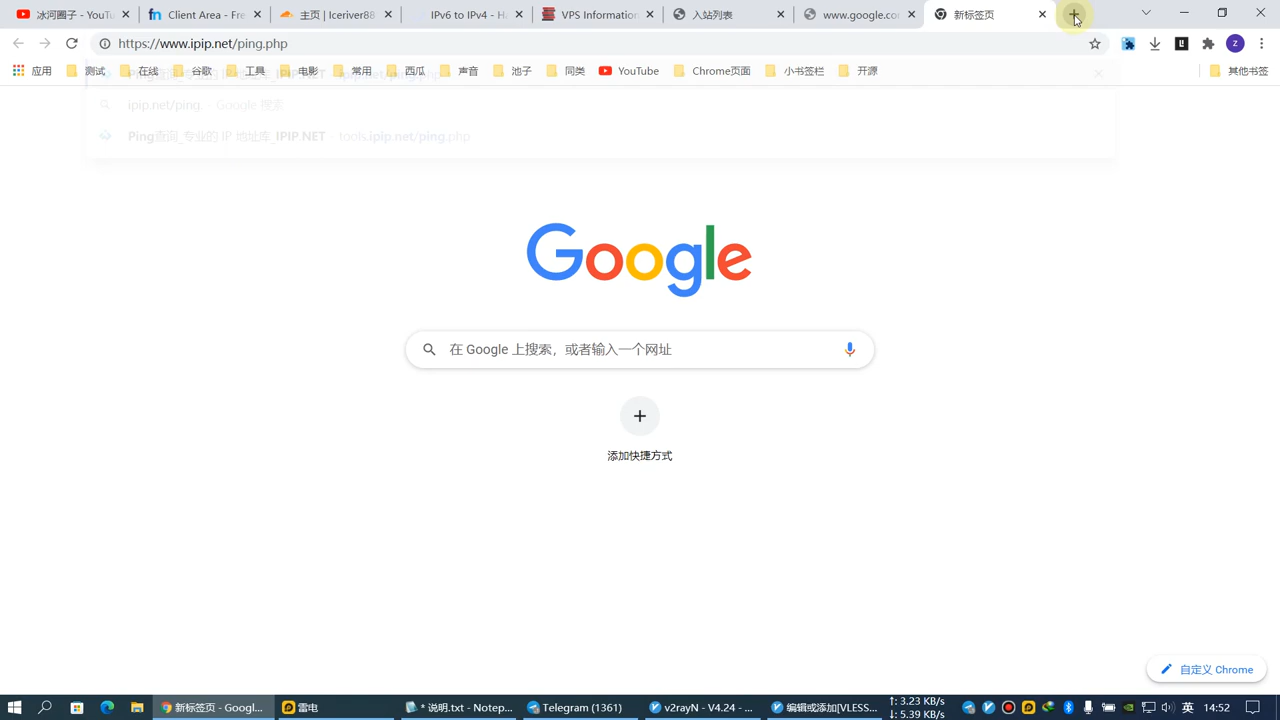 冰河圈子 - YouTu
Client Area - Fre
主页 | Iceriver88
IPv6 to IPv4 - Ha
VPS Information
入站列表
www.google.co
新标签页
https://www.ipip.net/ping.php
应用 测试 在线 谷歌 工具 电影 常用 西瓜 声音 池子 同类 YouTube Chrome页面 小书签栏 开源 其他书签
ipip.net/ping - Google 搜索
Ping查询_专业的 IP 地址库_IPIP.NET - tools.ipip.net/ping.php
Google
在 Google 上搜索，或者输入一个网址
添加快捷方式
自定义 Chrome
新标签页 - Googl...
雷电
* 说明.txt - Notep...
Telegram (1361)
v2rayN - V4.24 - ...
编辑或添加[VLESS...
↑: 3.23 KB/s
↓: 5.39 KB/s
英
14:52